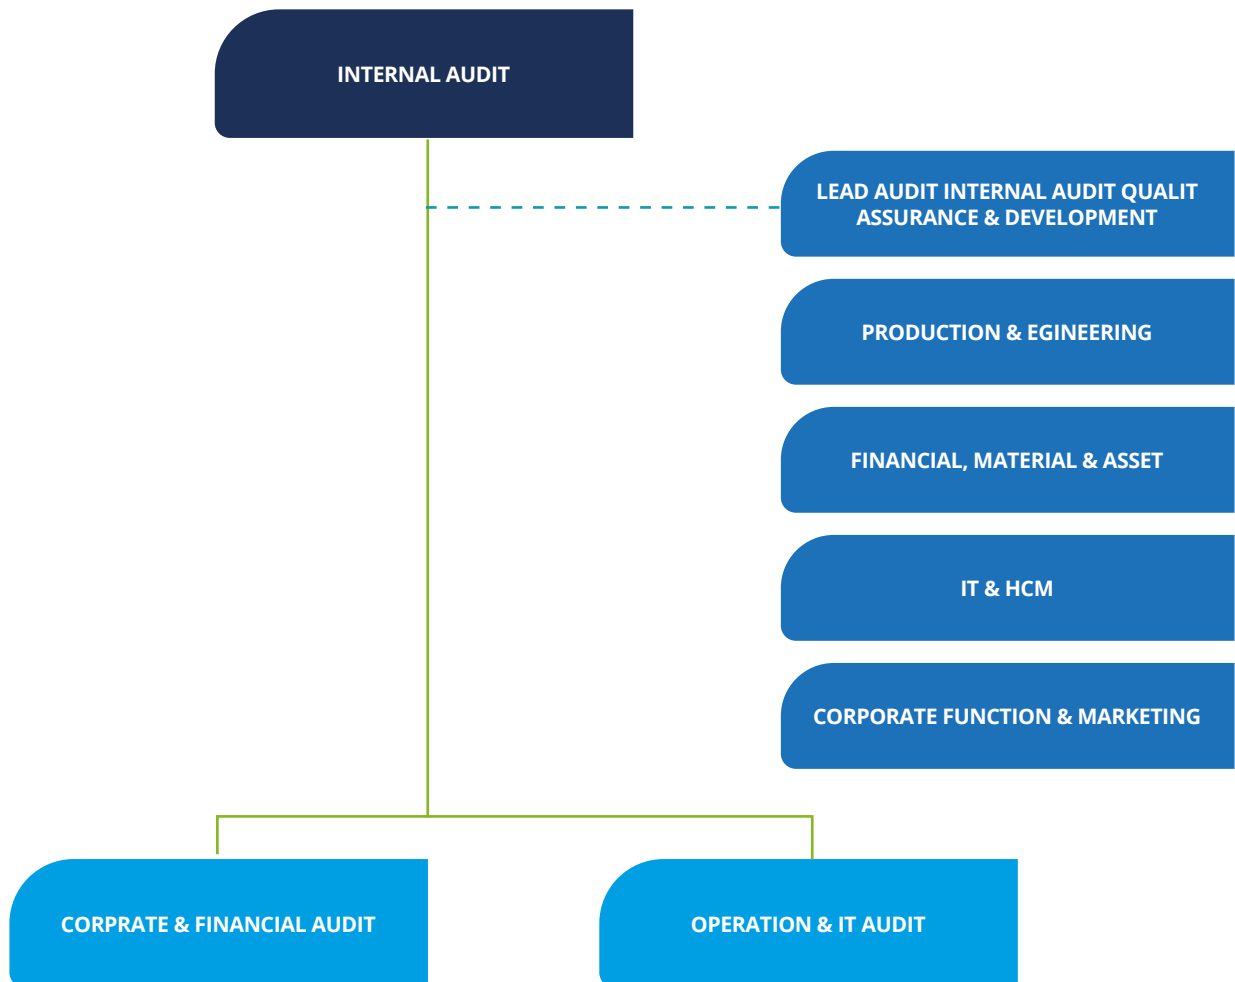 INTERNAL AUDIT
LEAD AUDIT INTERNAL AUDIT QUALIT
ASSURANCE & DEVELOPMENT
PRODUCTION & EGINEERING
FINANCIAL, MATERIAL & ASSET
IT & HCM
CORPORATE FUNCTION & MARKETING
CORPRATE & FINANCIAL AUDIT
OPERATION & IT AUDIT